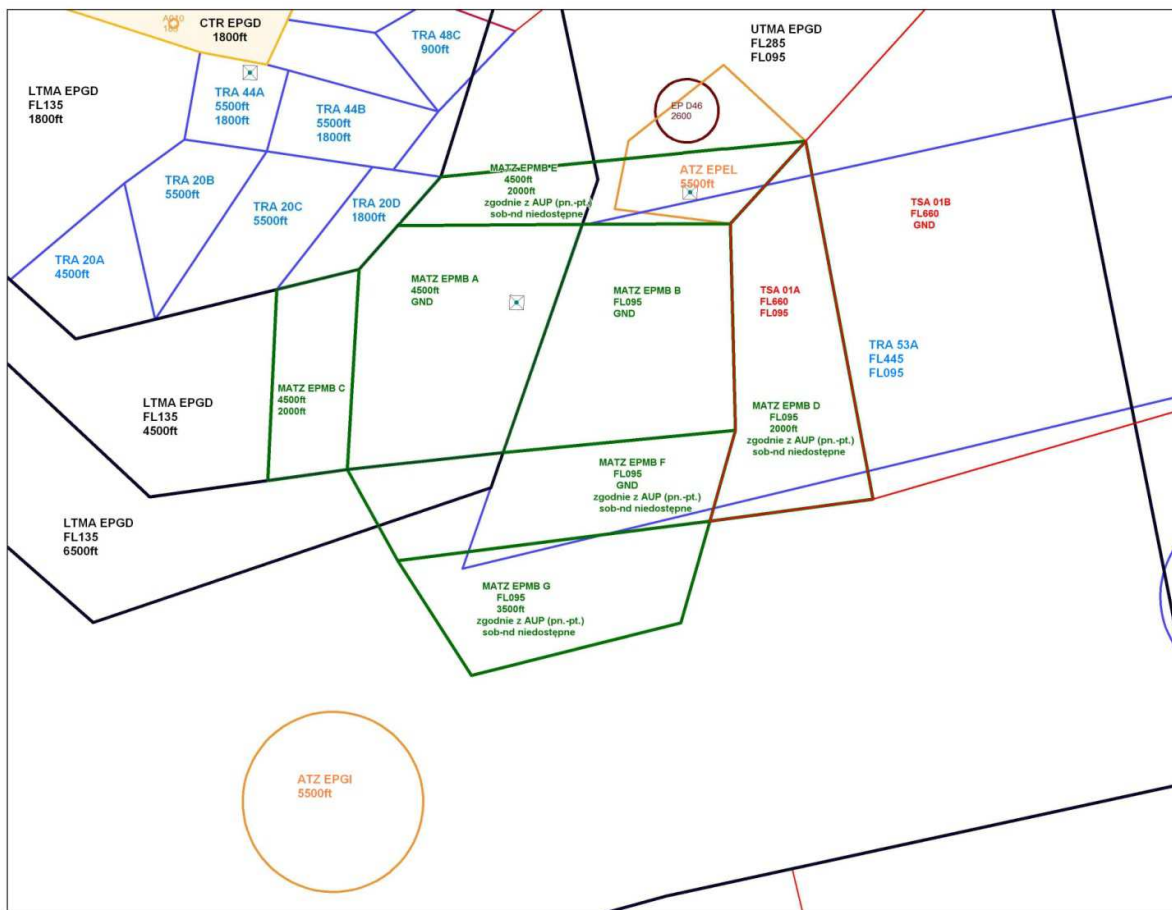 CTR EPGD
1800ft
TRA 48C
900ft
UTMA EPGD
FL285
FL095
LTMA EPGD
FL135
1800ft
TRA 44A
5500ft
1800ft
TRA 44B
5500ft
1800ft
EP D46
2600
MATZ EPMB E
4500ft
2000ft
zgodnie z AUP (pn.-pt.)
sob-nd niedostępne
ATZ EPEL
5500ft
TRA 20B
5500ft
TRA 20C
5500ft
TRA 20D
1800ft
TSA 01B
FL660
GND
TRA 20A
4500ft
MATZ EPMB A
4500ft
GND
MATZ EPMB B
FL095
GND
TSA 01A
FL660
FL095
TRA 53A
FL445
FL095
MATZ EPMB C
4500ft
2000ft
LTMA EPGD
FL135
4500ft
MATZ EPMB D
FL095
2000ft
zgodnie z AUP (pn.-pt.)
sob-nd niedostępne
MATZ EPMB F
FL095
GND
zgodnie z AUP (pn.-pt.)
sob-nd niedostępne
LTMA EPGD
FL135
6500ft
MATZ EPMB G
FL095
3500ft
zgodnie z AUP (pn.-pt.)
sob-nd niedostępne
ATZ EPGI
5500ft